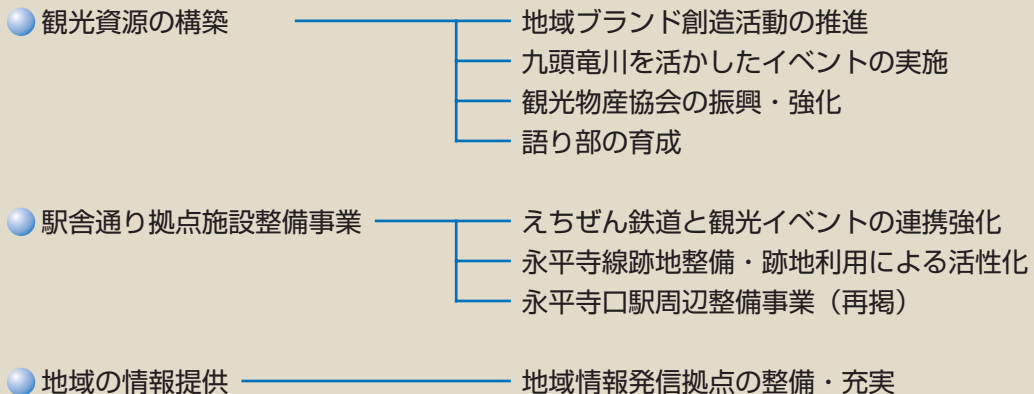 観光資源の構築
地域ブランド創造活動の推進
九頭竜川を活かしたイベントの実施
観光物産協会の振興・強化
語り部の育成
駅舎通り拠点施設整備事業
えちぜん鉄道と観光イベントの連携強化
永平寺線跡地整備・跡地利用による活性化
永平寺口駅周辺整備事業（再掲）
地域の情報提供
地域情報発信拠点の整備・充実